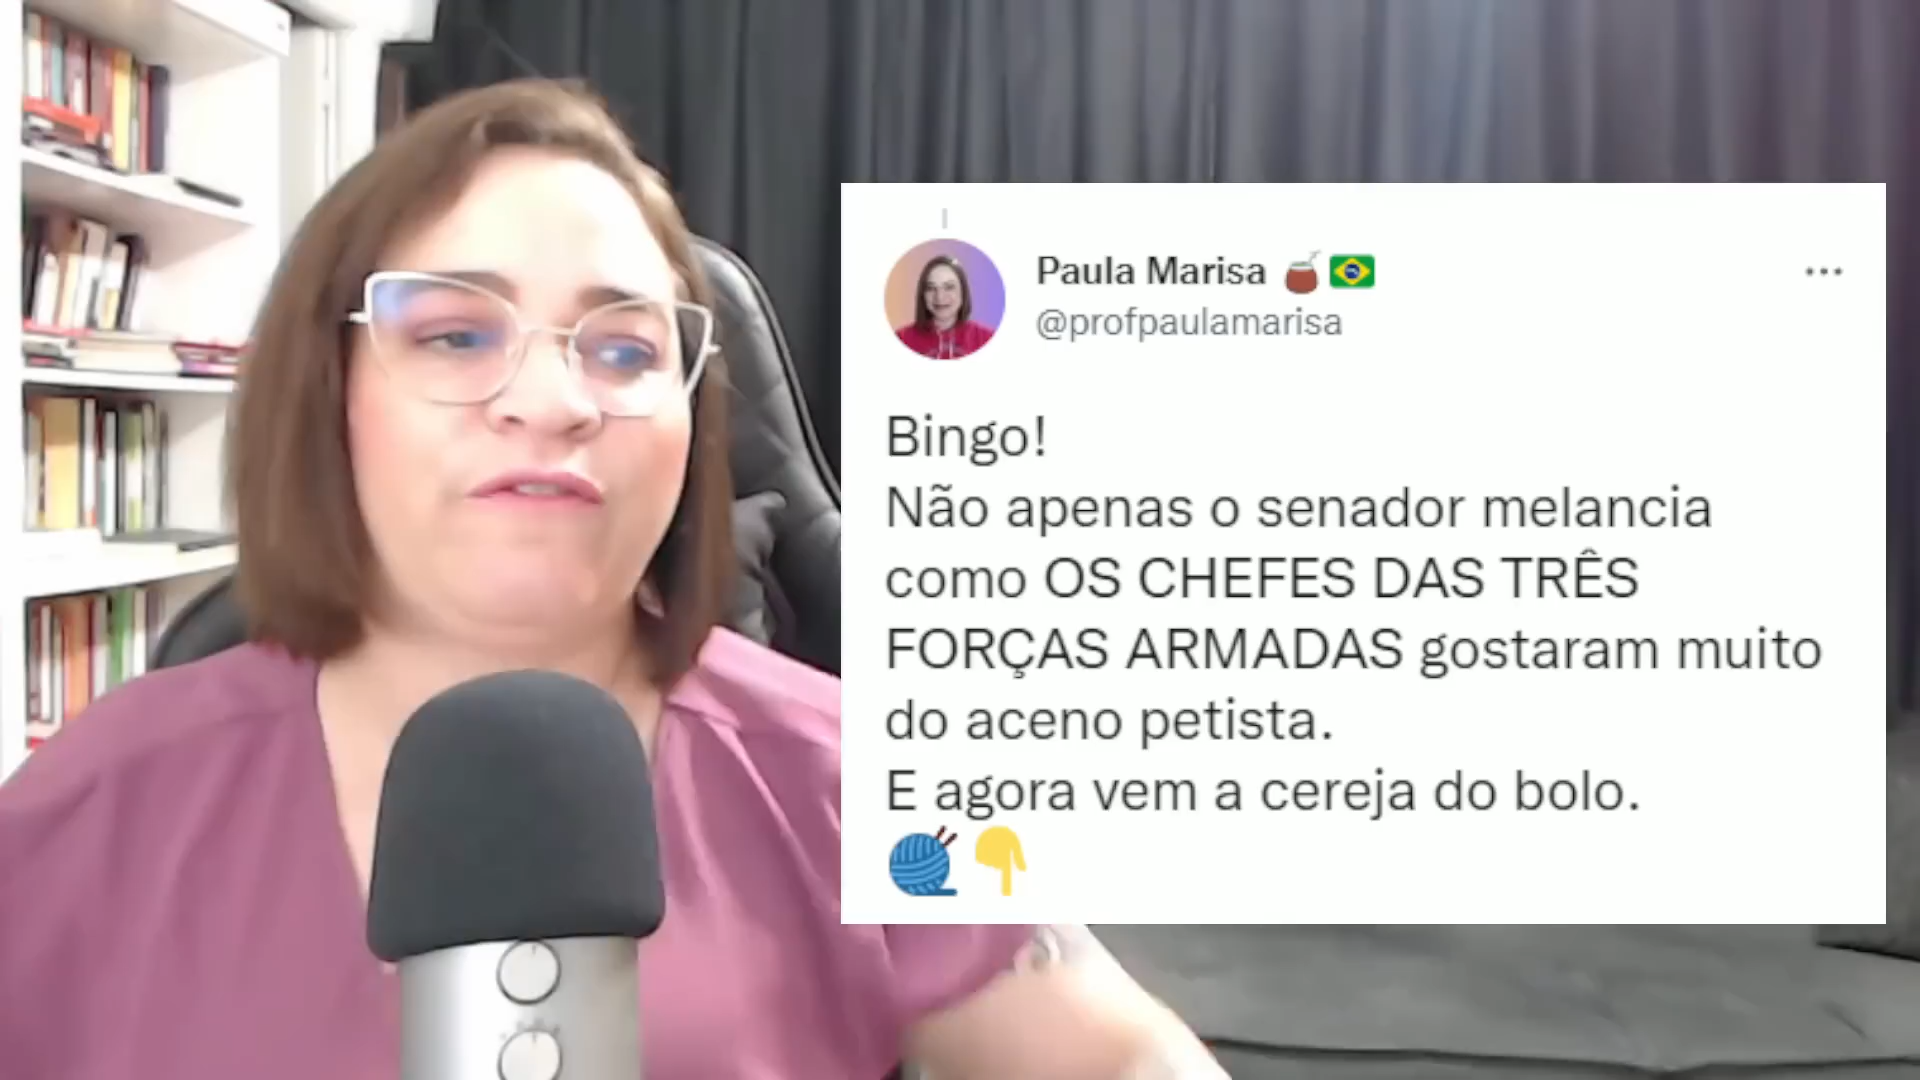 Paula Marisa 🧉🇧🇷
@profpaulamarisa
Bingo!
Não apenas o senador melancia
como OS CHEFES DAS TRÊS
FORÇAS ARMADAS gostaram muito
do aceno petista.
E agora vem a cereja do bolo.
🧶👇